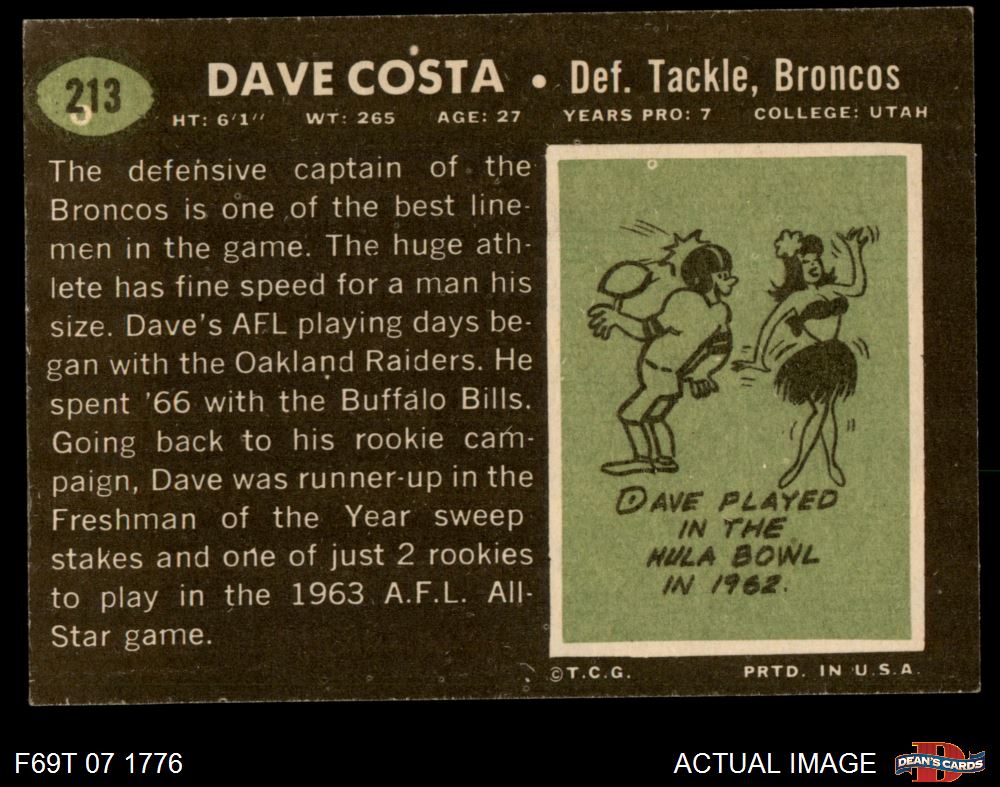 213
DAVE COSTA • Def. Tackle, Broncos
HT: 6'1" WT: 265 AGE: 27 YEARS PRO: 7 COLLEGE: UTAH
The defensive captain of the
Broncos is one of the best line-
men in the game. The huge ath-
lete has fine speed for a man his
size. Dave's AFL playing days be-
gan with the Oakland Raiders. He
spent '66 with the Buffalo Bills.
Going back to his rookie cam-
paign, Dave was runner-up in the
Freshman of the Year sweep
stakes and one of just 2 rookies
to play in the 1963 A.F.L. All-
Star game.
DAVE PLAYED
IN THE
HULA BOWL
IN 1962.
©T.C.G. PRTD. IN U.S.A.
F69T 07 1776
ACTUAL IMAGE
DEAN'S CARDS